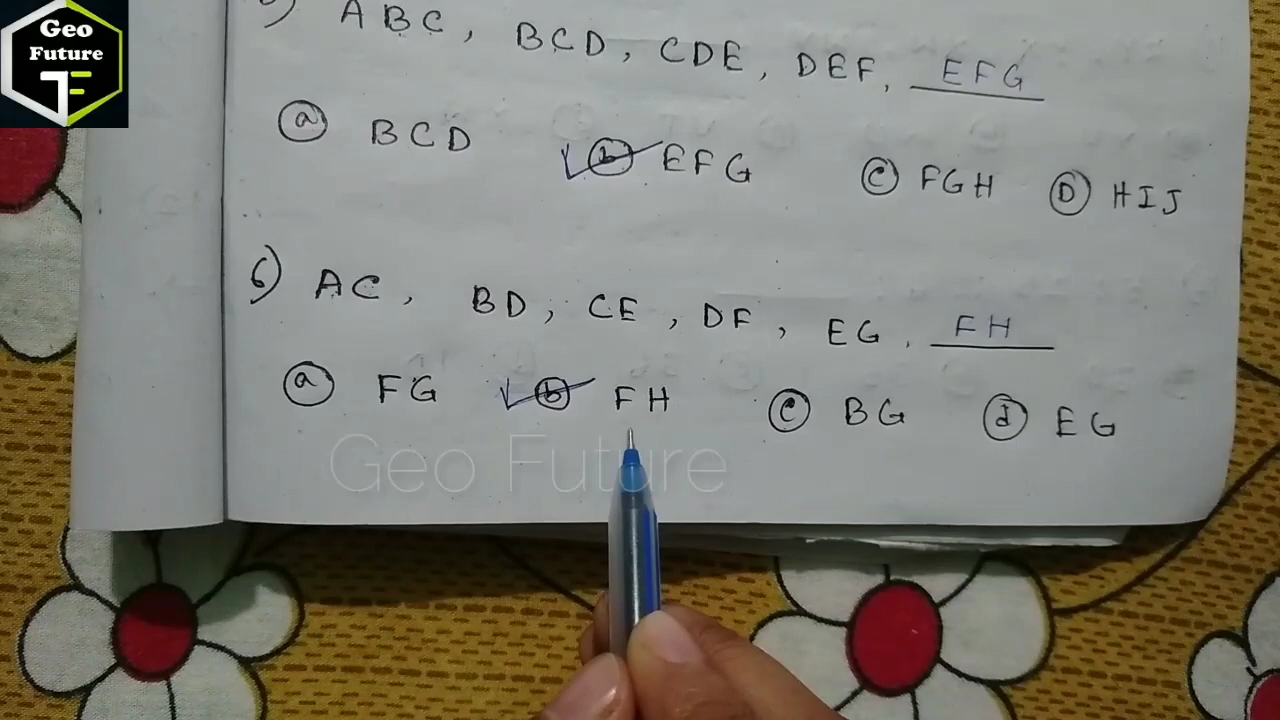 Geo
Future
ABC, BCD, CDE, DEF, EFG
a BCD b EFG c FGH D HIJ
6) AC, BD, CE, DF, EG, FH
a FG b FH c BG d EG
Geo Future